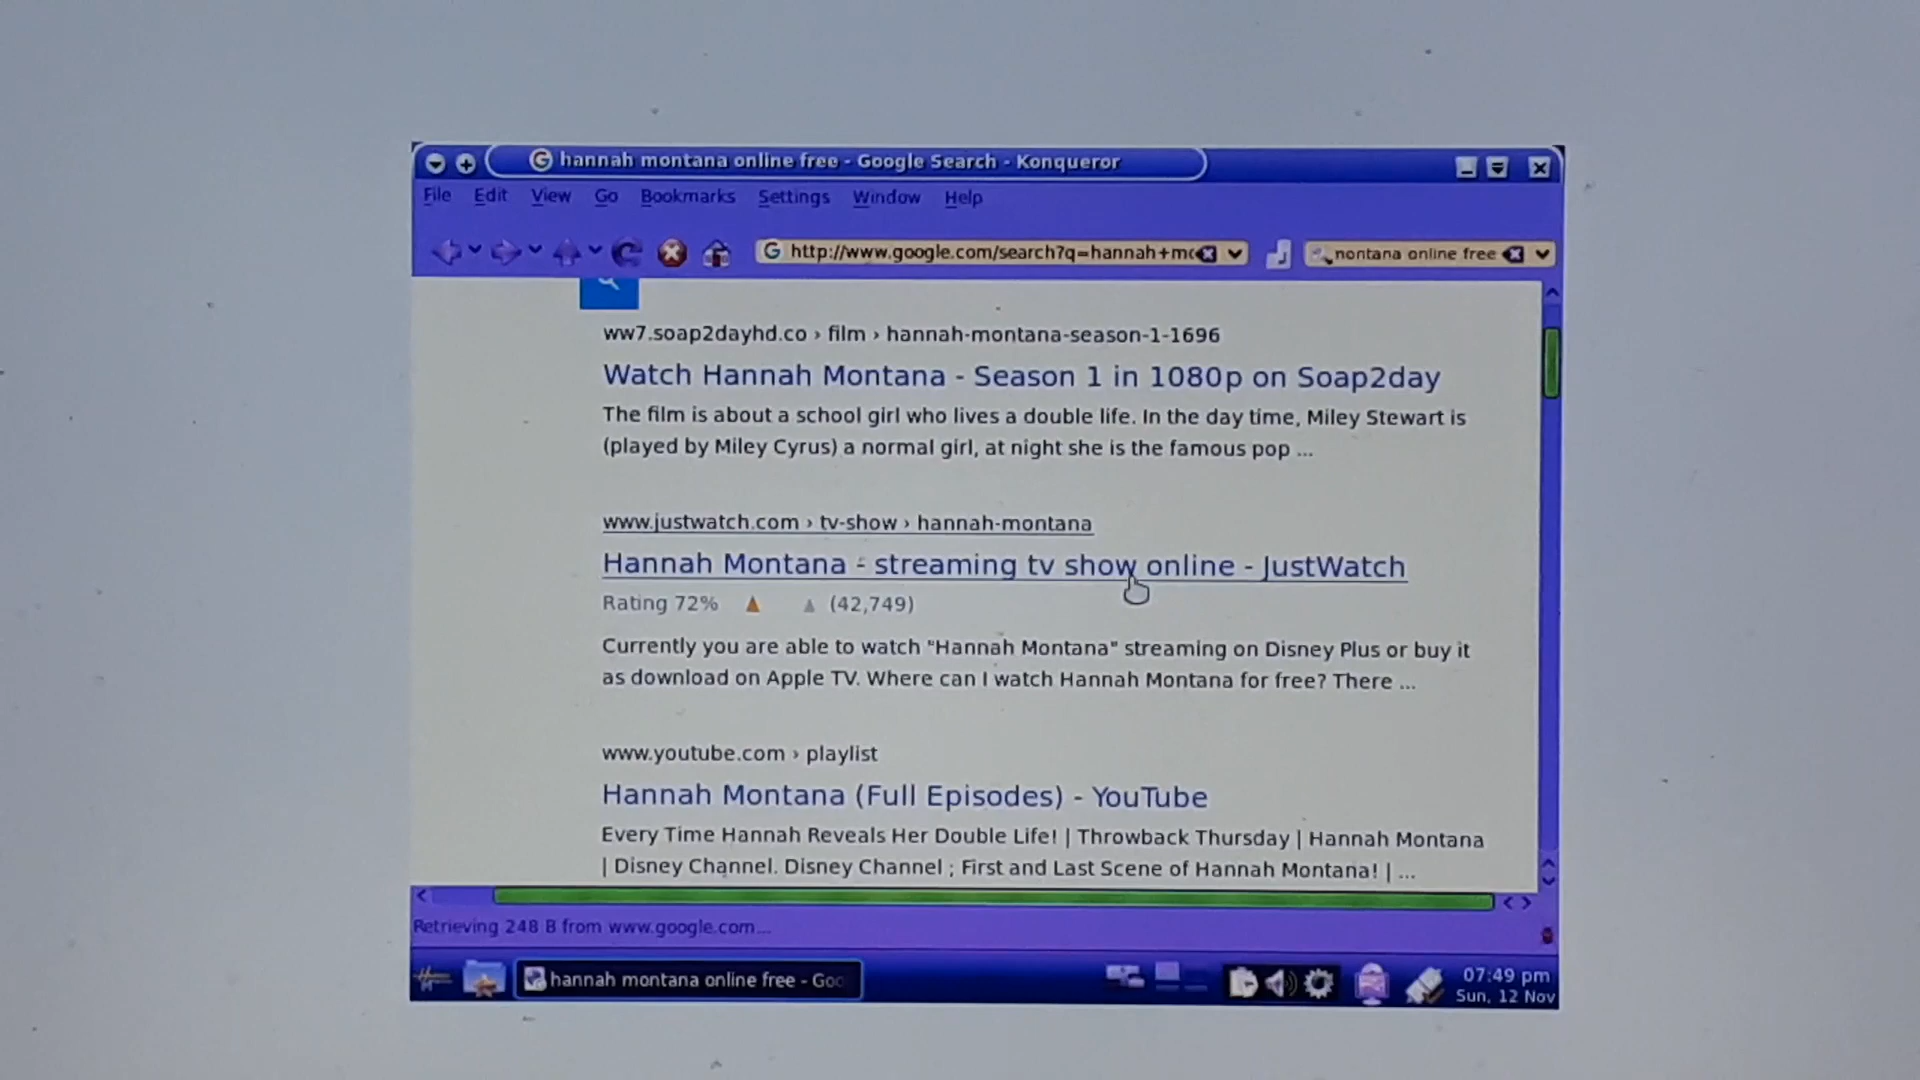 hannah montana online free - Google Search - Konqueror
File Edit View Go Bookmarks Settings Window Help
http://www.google.com/search?q=hannah+mo
montana online free
ww7.soap2dayhd.co › film › hannah-montana-season-1-1696
Watch Hannah Montana - Season 1 in 1080p on Soap2day
The film is about a school girl who lives a double life. In the day time, Miley Stewart is
(played by Miley Cyrus) a normal girl, at night she is the famous pop ...
www.justwatch.com › tv-show › hannah-montana
Hannah Montana - streaming tv show online - JustWatch
Rating 72% (42,749)
Currently you are able to watch "Hannah Montana" streaming on Disney Plus or buy it
as download on Apple TV. Where can I watch Hannah Montana for free? There ...
www.youtube.com › playlist
Hannah Montana (Full Episodes) - YouTube
Every Time Hannah Reveals Her Double Life! | Throwback Thursday | Hannah Montana
| Disney Channel. Disney Channel ; First and Last Scene of Hannah Montana! | ...
Retrieving 248 B from www.google.com...
hannah montana online free - Goo
07:49 pm
Sun, 12 Nov